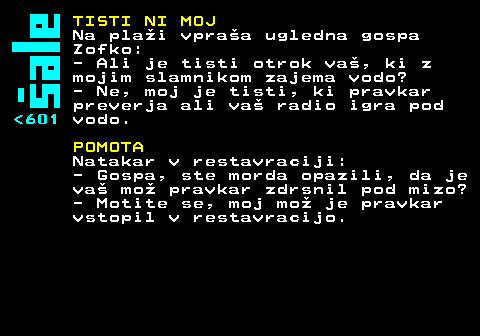 šale
<601
TISTI NI MOJ
Na plaži vpraša ugledna gospa
Zofko:
- Ali je tisti otrok vaš, ki z
mojim slamnikom zajema vodo?
- Ne, moj je tisti, ki pravkar
preverja ali vaš radio igra pod
vodo.
POMOTA
Natakar v restavraciji:
- Gospa, ste morda opazili, da je
vaš mož pravkar zdrsnil pod mizo?
- Motite se, moj mož je pravkar
vstopil v restavracijo.